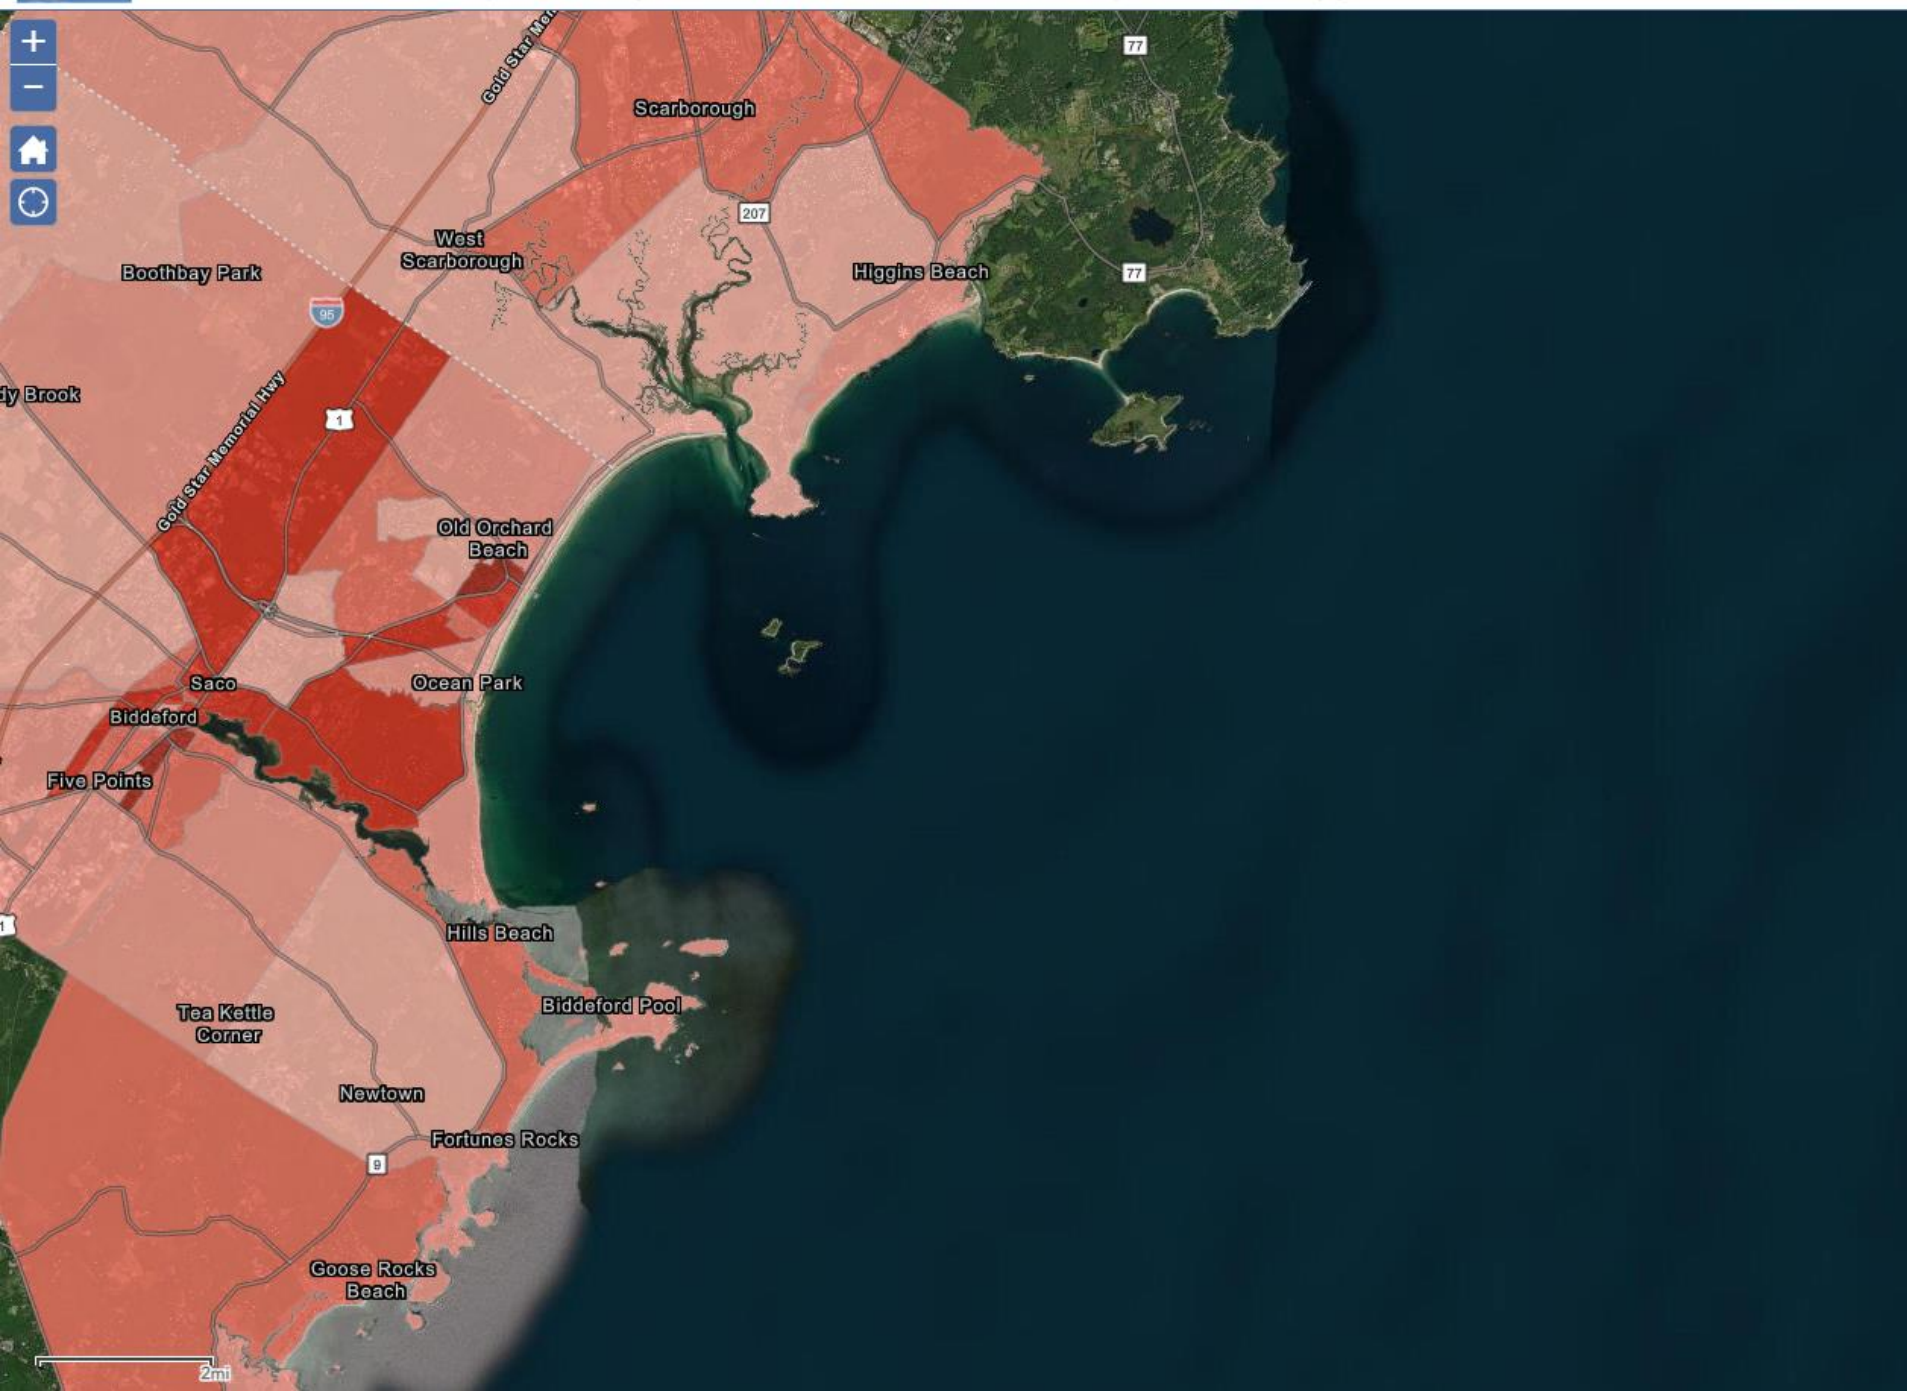 +
−
77
Gold Star Mem
Scarborough
207
West
Scarborough
Boothbay Park
Higgins Beach
77
95
dy Brook
Gold Star Memorial Hwy
1
Old Orchard
Beach
Saco
Ocean Park
Biddeford
Five Points
1
Hills Beach
Biddeford Pool
Tea Kettle
Corner
Newtown
Fortunes Rocks
9
Goose Rocks
Beach
2mi